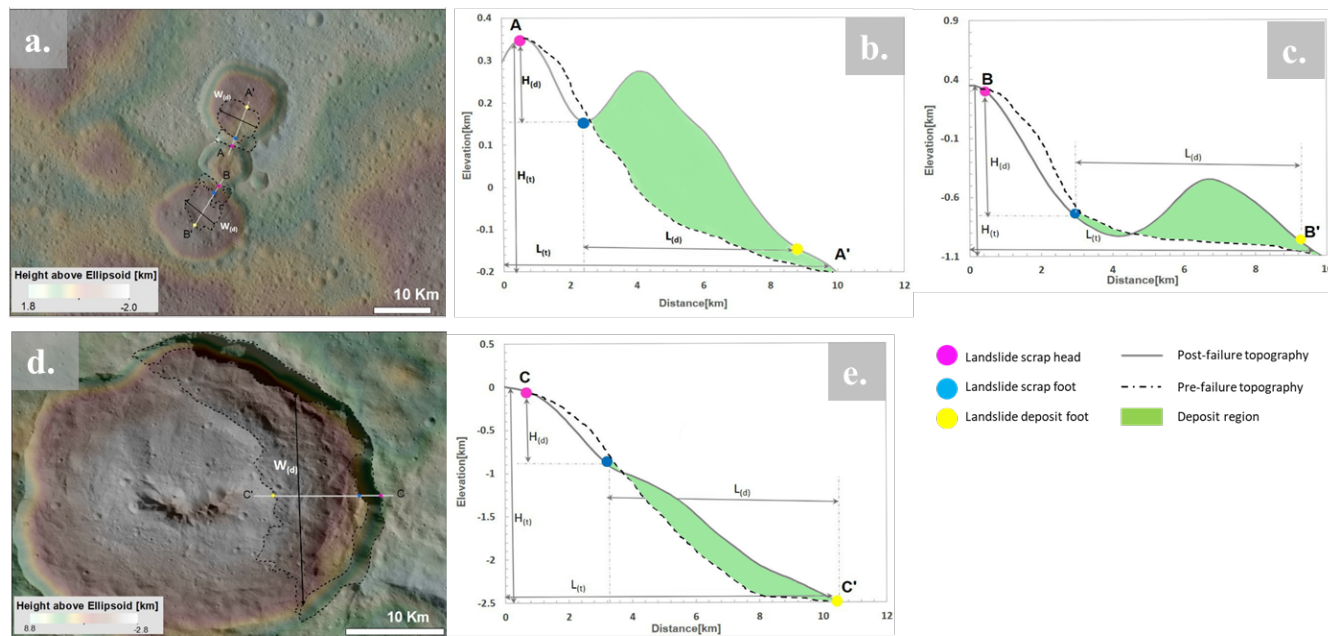 a.
A'
W(d)
A
B
B'
W(d)
Height above Ellipsoid [km]
1.8
-2.0
10 Km
b.
Elevation[km]
0.4
0.3
0.2
0.1
0
-0.1
-0.2
A
H(d)
H(t)
L(d)
L(t)
A'
0
2
4
6
8
10
12
Distance[km]
c.
Elevation[km]
0.9
0.4
-0.1
-0.6
-1.1
B
H(d)
H(t)
L(d)
L(t)
B'
0
2
4
6
8
10
Distance[km]
d.
W(d)
C'
C
Height above Ellipsoid [km]
8.8
-2.8
10 Km
e.
Elevation[km]
0
-0.5
-1
-1.5
-2
-2.5
C
H(d)
H(t)
L(d)
L(t)
C'
0
2
4
6
8
10
12
Distance[km]
Landslide scrap head
Landslide scrap foot
Landslide deposit foot
Post-failure topography
Pre-failure topography
Deposit region